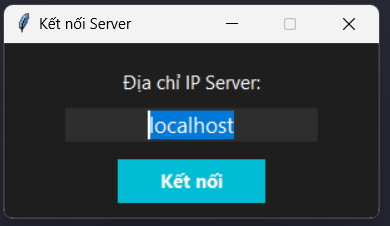 Kết nối Server
Địa chỉ IP Server:
localhost
Kết nối